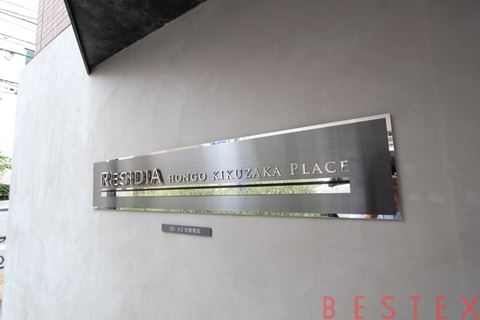 RESIDIA HONGO KIKUZAKA PLACE
BESTEX